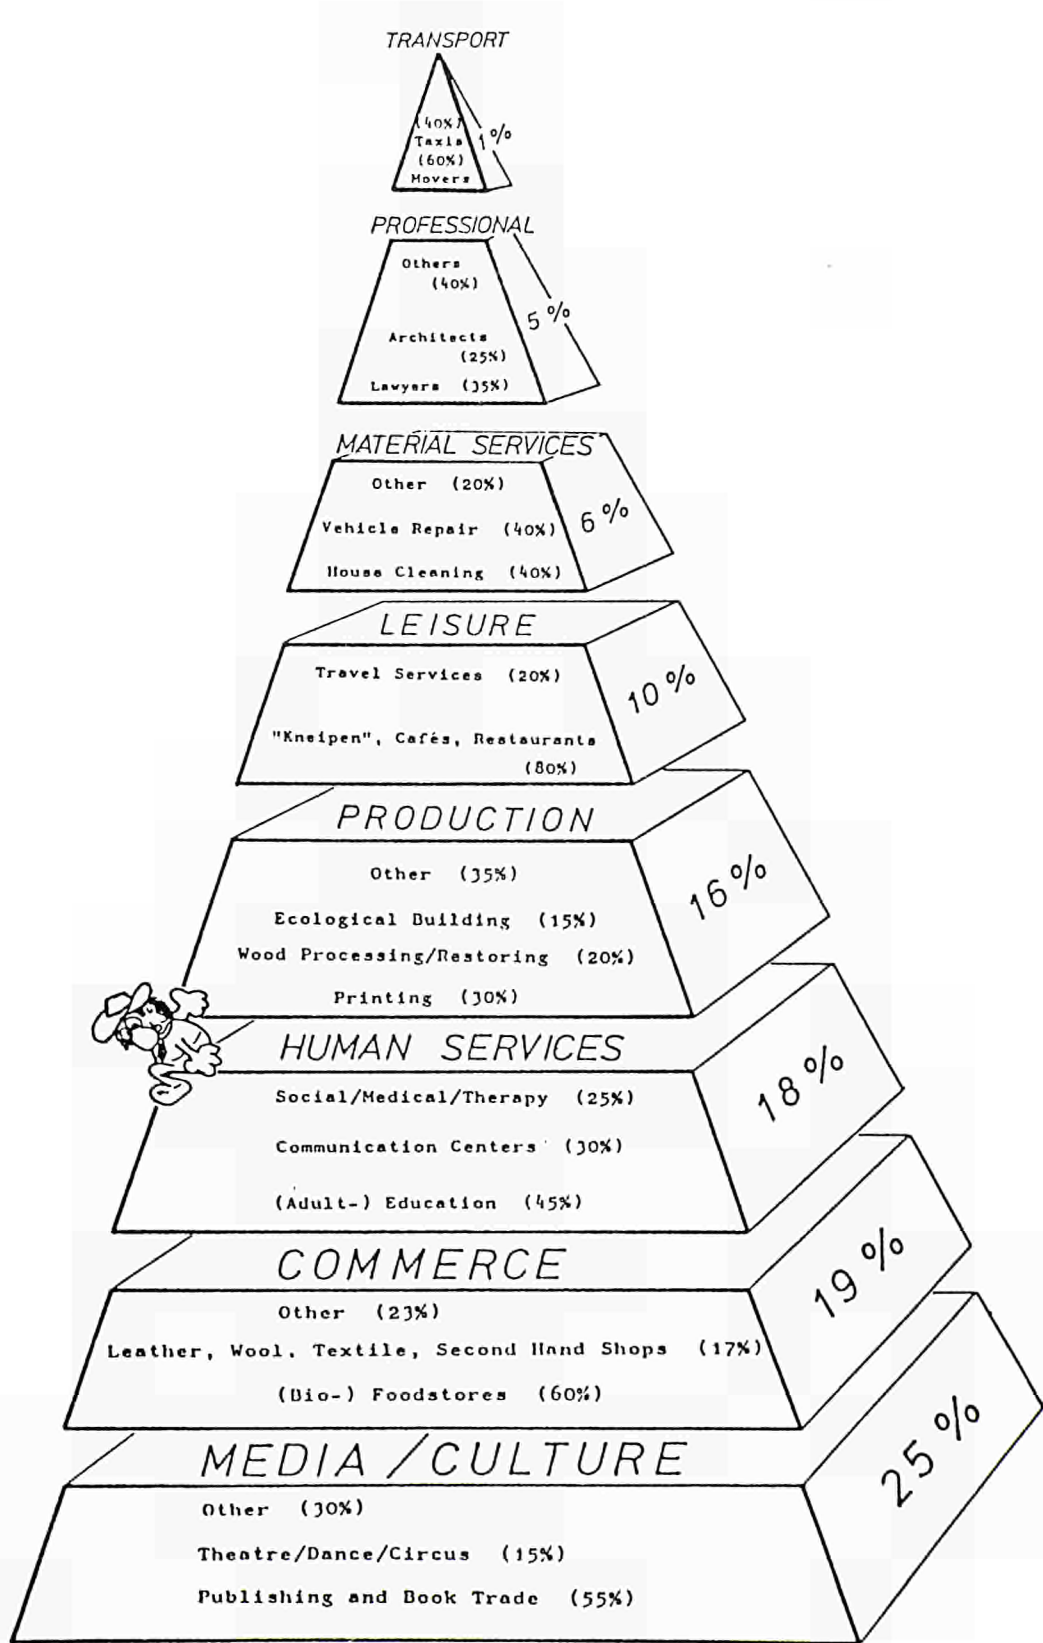 TRANSPORT
(40%)
Taxis
(60%)
Movers
1%
PROFESSIONAL
Others
(40%)
Architects
(25%)
Lawyers (35%)
5%
MATERIAL SERVICES
Other (20%)
Vehicle Repair (40%)
House Cleaning (40%)
6%
LEISURE
Travel Services (20%)
"Kneipen", Cafés, Restaurants
(80%)
10%
PRODUCTION
Other (35%)
Ecological Building (15%)
Wood Processing/Restoring (20%)
Printing (30%)
16%
HUMAN SERVICES
Social/Medical/Therapy (25%)
Communication Centers (30%)
(Adult-) Education (45%)
18%
COMMERCE
Other (23%)
Leather, Wool, Textile, Second Hand Shops (17%)
(Bio-) Foodstores (60%)
19%
MEDIA/CULTURE
Other (30%)
Theatre/Dance/Circus (15%)
Publishing and Book Trade (55%)
25%